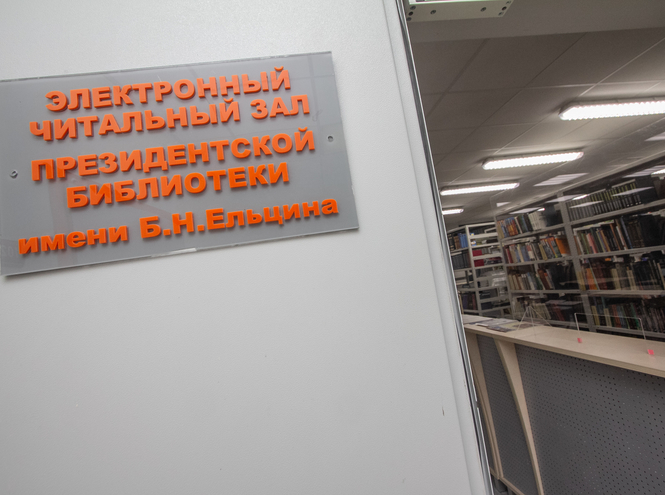 ЭЛЕКТРОННЫЙ
ЧИТАЛЬНЫЙ ЗАЛ
ПРЕЗИДЕНТСКОЙ
БИБЛИОТЕКИ
имени Б.Н.Ельцина